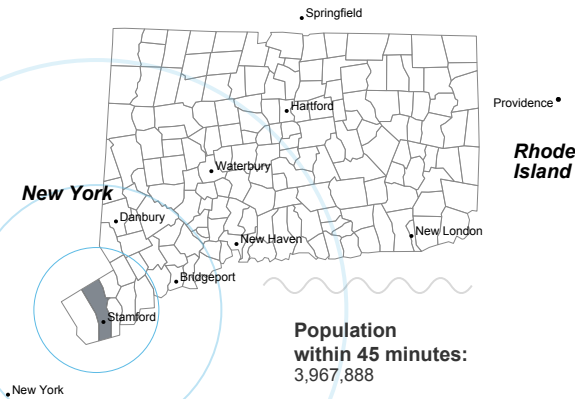 Springfield
Providence
Hartford
Rhode
Island
Waterbury
New York
Danbury
New London
New Haven
Bridgeport
Stamford
Population
within 45 minutes:
3,967,888
New York